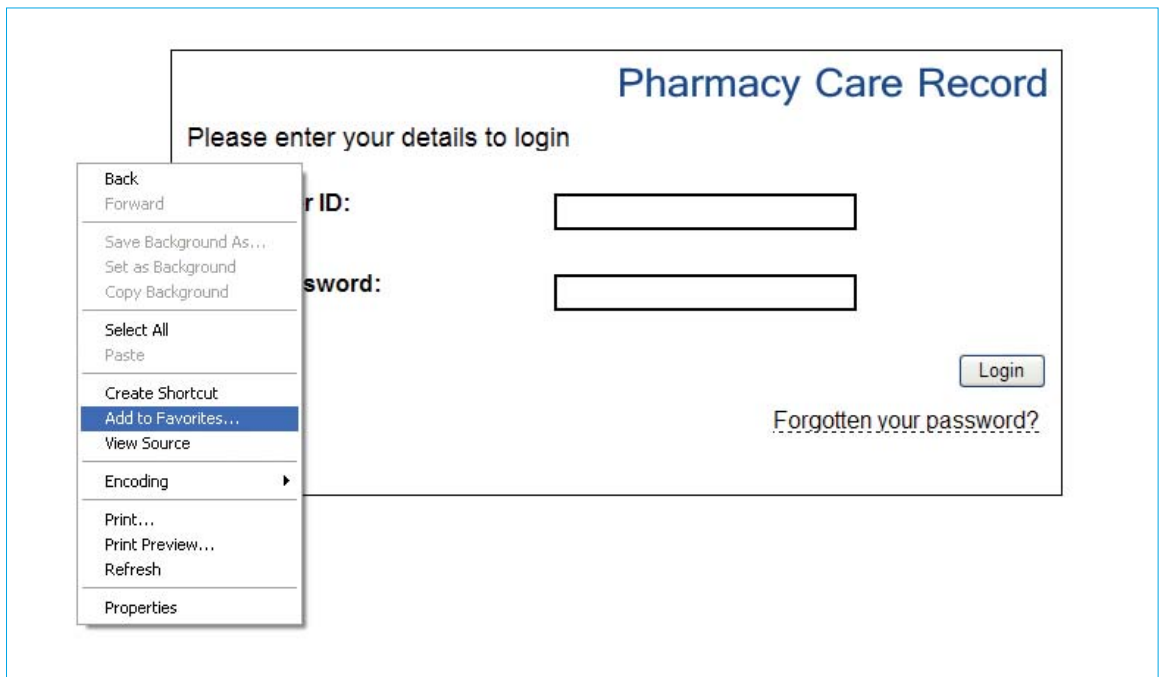 Pharmacy Care Record
Please enter your details to login
r ID:
sword:
Login
Forgotten your password?
Back
Forward
Save Background As...
Set as Background
Copy Background
Select All
Paste
Create Shortcut
Add to Favorites...
View Source
Encoding
Print...
Print Preview...
Refresh
Properties